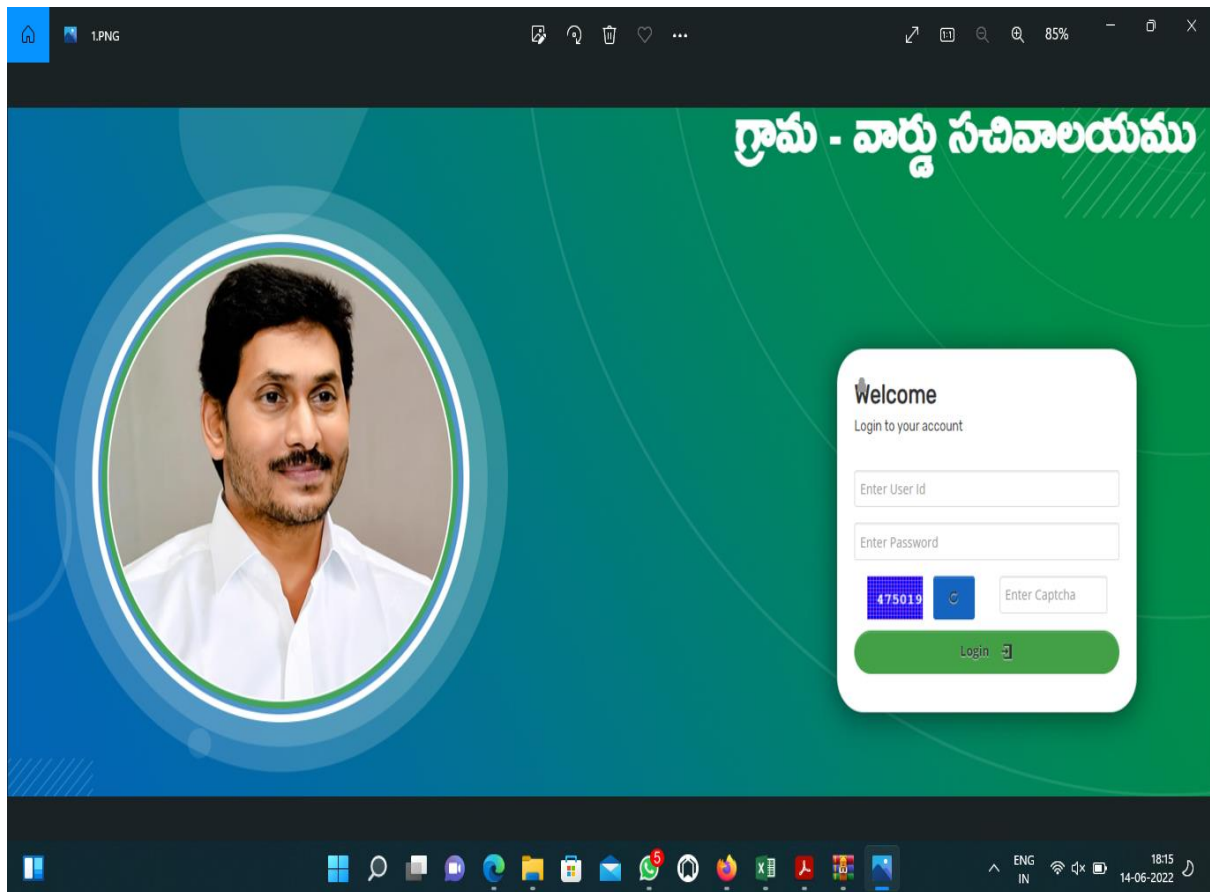 1.PNG
85%
గ్రామ - వార్డు సచివాలయము
Welcome
Login to your account
Enter User Id
Enter Password
475019
Enter Captcha
Login
5
ENG
IN
18:15
14-06-2022